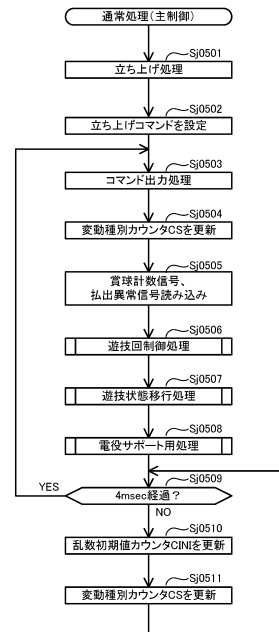 通常処理(主制御)
Sj0501
立ち上げ処理
Sj0502
立ち上げコマンドを設定
Sj0503
コマンド出力処理
Sj0504
変動種別カウンタCSを更新
Sj0505
賞球計数信号、
払出異常信号読み込み
Sj0506
遊技回制御処理
Sj0507
遊技状態移行処理
Sj0508
電役サポート用処理
Sj0509
YES
4msec経過?
NO
Sj0510
乱数初期値カウンタCINIを更新
Sj0511
変動種別カウンタCSを更新